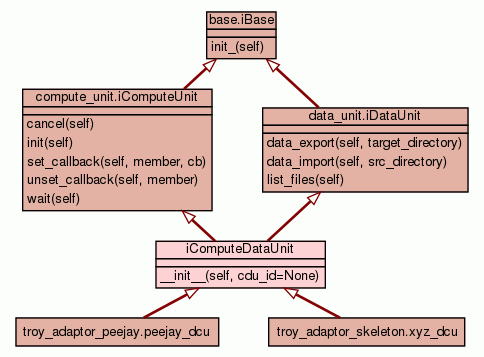 base.iBase
init_(self)
compute_unit.iComputeUnit
cancel(self)
init(self)
set_callback(self, member, cb)
unset_callback(self, member)
wait(self)
data_unit.iDataUnit
data_export(self, target_directory)
data_import(self, src_directory)
list_files(self)
iComputeDataUnit
__init__(self, cdu_id=None)
troy_adaptor_peejay.peejay_dcu
troy_adaptor_skeleton.xyz_dcu